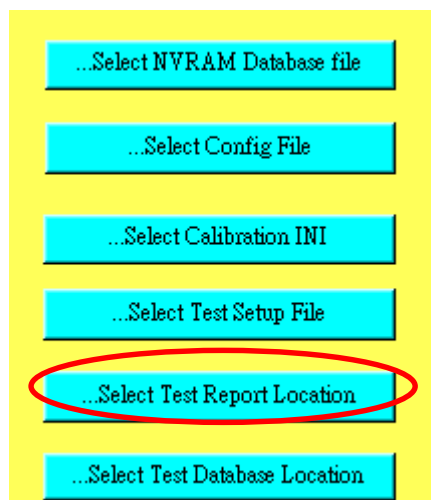 ...Select NVRAM Database file
...Select Config File
...Select Calibration INI
...Select Test Setup File
...Select Test Report Location
...Select Test Database Location